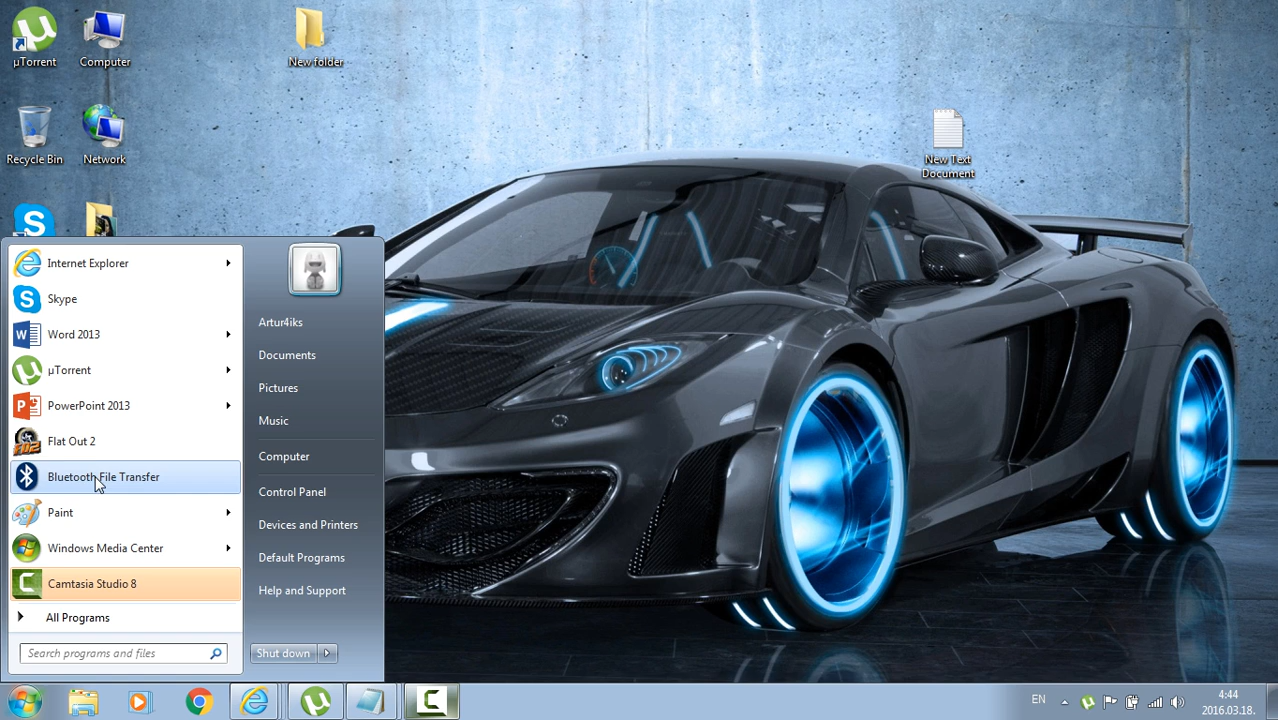 µTorrent
Computer
New folder
Recycle Bin
Network
New Text
Document
Internet Explorer
Skype
Word 2013
µTorrent
PowerPoint 2013
Flat Out 2
Bluetooth File Transfer
Paint
Windows Media Center
Camtasia Studio 8
All Programs
Search programs and files
Artur4iks
Documents
Pictures
Music
Computer
Control Panel
Devices and Printers
Default Programs
Help and Support
Shut down
EN
4:44
2016.03.18.